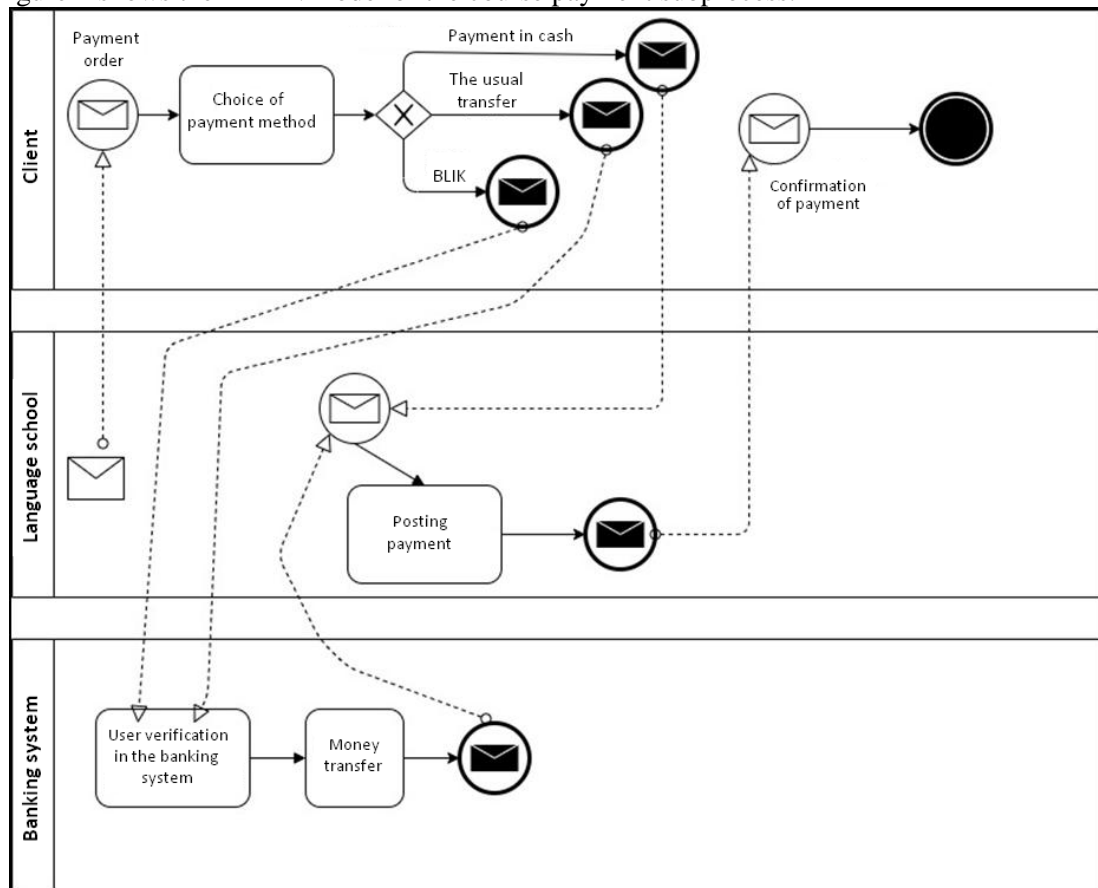 Client
Payment
order
Choice of
payment method
Payment in cash
The usual
transfer
BLIK
Confirmation
of payment
Language school
Posting
payment
Banking system
User verification
in the banking
system
Money
transfer